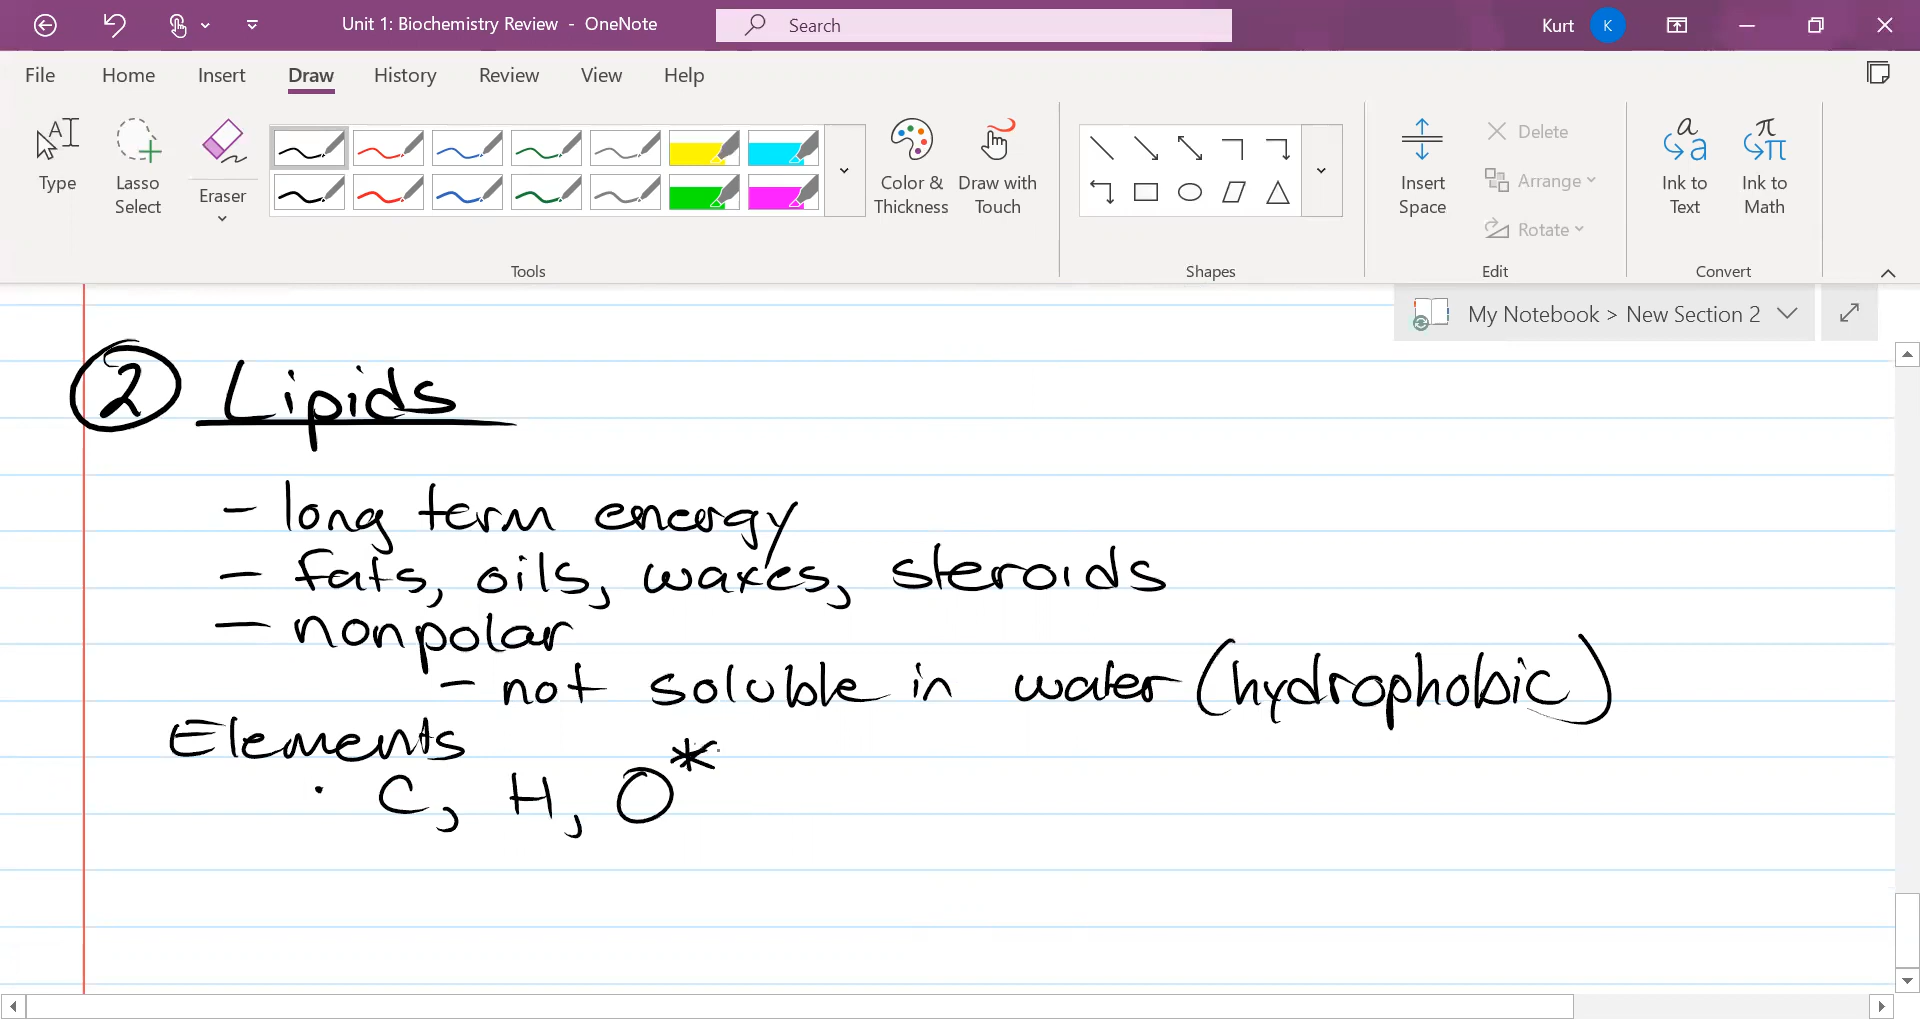 Unit 1: Biochemistry Review - OneNote
Search
Kurt
K
File
Home
Insert
Draw
History
Review
View
Help
Type
Lasso Select
Eraser
Color & Thickness
Draw with Touch
Insert Space
Delete
Arrange
Rotate
Ink to Text
Ink to Math
Tools
Shapes
Edit
Convert
My Notebook > New Section 2
② Lipids
- long term energy
- fats, oils, waxes, steroids
- nonpolar
- not soluble in water (hydrophobic)
Elements
· C, H, O*